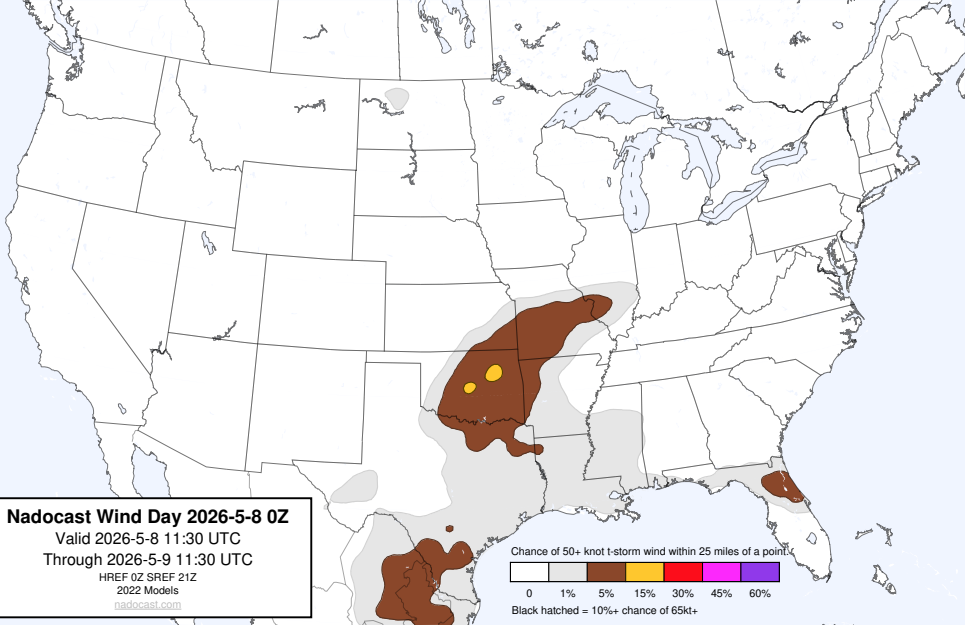 Nadocast Wind Day 2026-5-8 0Z
Valid 2026-5-8 11:30 UTC
Through 2026-5-9 11:30 UTC
HREF 0Z SREF 21Z
2022 Models
nadocast.com
Chance of 50+ knot t-storm wind within 25 miles of a point.
0 1% 5% 15% 30% 45% 60%
Black hatched = 10%+ chance of 65kt+